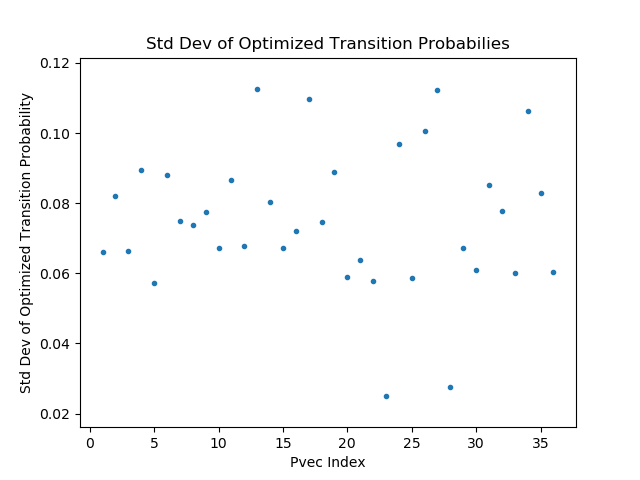 Std Dev of Optimized Transition Probabilies
Std Dev of Optimized Transition Probability
0.12
0.10
0.08
0.06
0.04
0.02
0 5 10 15 20 25 30 35
Pvec Index